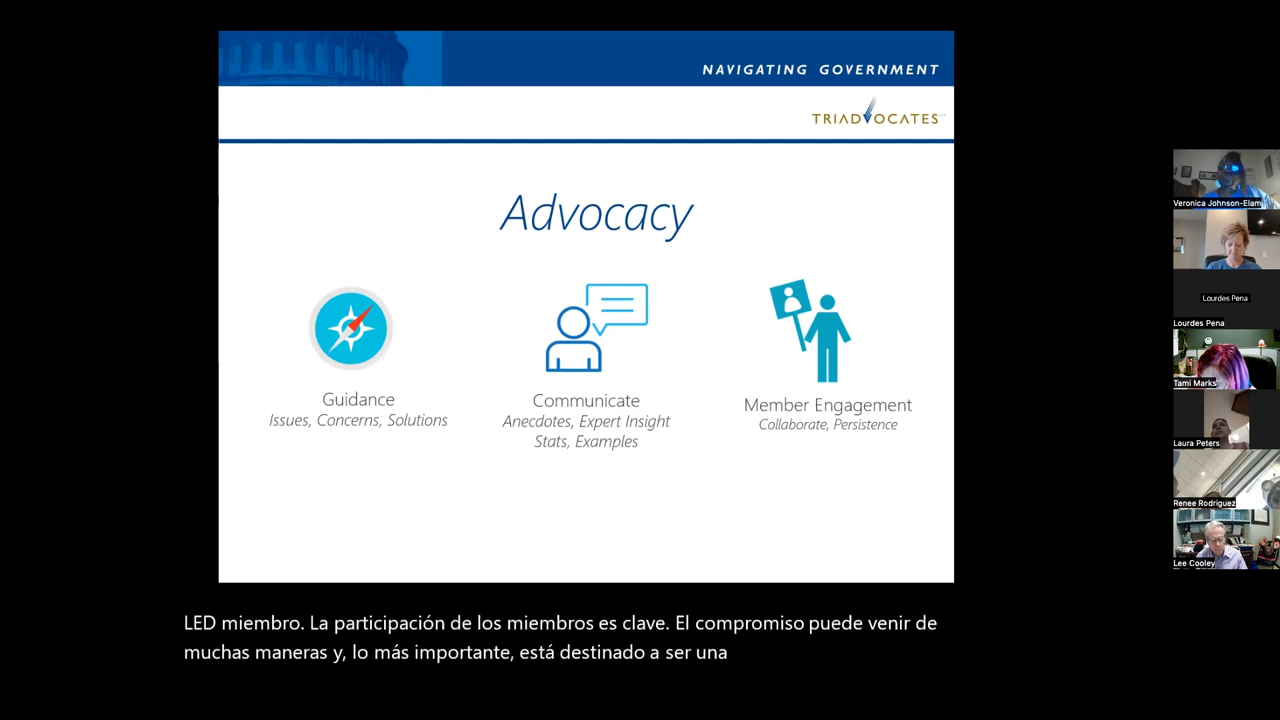 NAVIGATING GOVERNMENT
TRIADVOCATES
Advocacy
Guidance
Issues, Concerns, Solutions
Communicate
Anecdotes, Expert Insight
Stats, Examples
Member Engagement
Collaborate, Persistence
Veronica Johnson-Elam
Lourdes Pena
Lourdes Pena
Tami Marks
Laura Peters
Renee Rodriguez
Lee Cooley
LED miembro. La participación de los miembros es clave. El compromiso puede venir de
muchas maneras y, lo más importante, está destinado a ser una